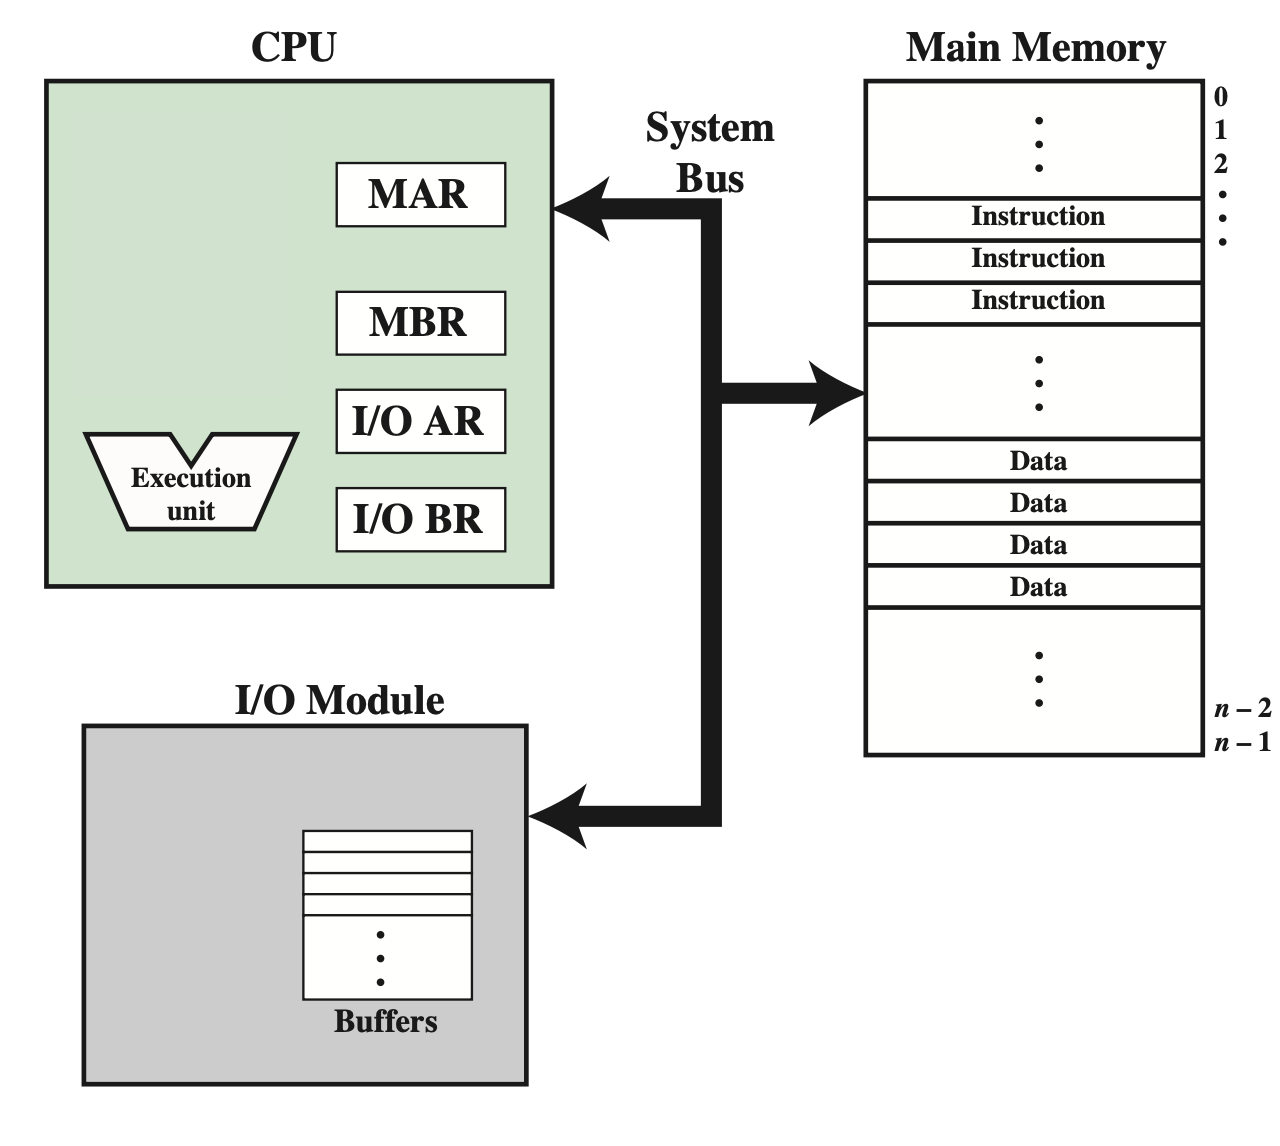 CPU
MAR
MBR
I/O AR
I/O BR
Execution
unit
System
Bus
Main Memory
0
1
2
Instruction
Instruction
Instruction
Data
Data
Data
Data
n – 2
n – 1
I/O Module
Buffers